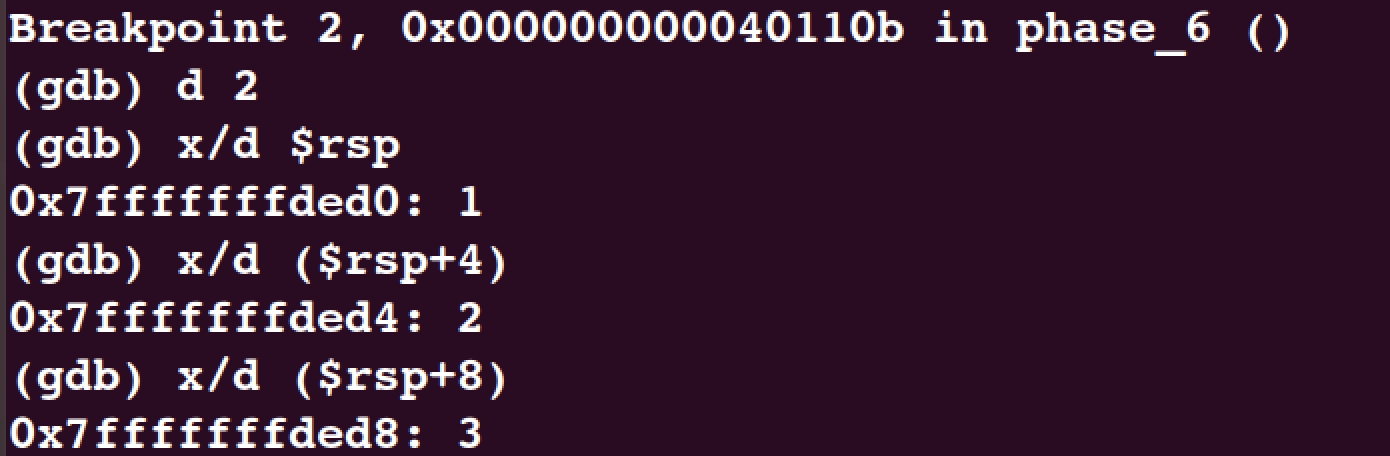 Breakpoint 2, 0x000000000040110b in phase_6 ()
(gdb) d 2
(gdb) x/d $rsp
0x7fffffffded0: 1
(gdb) x/d ($rsp+4)
0x7fffffffded4: 2
(gdb) x/d ($rsp+8)
0x7fffffffded8: 3